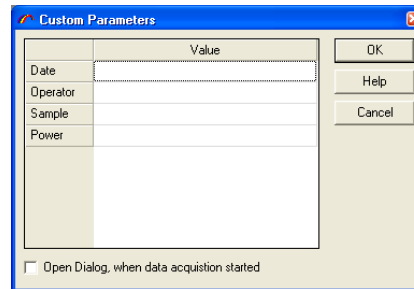 Custom Parameters
Value
Date
Operator
Sample
Power
OK
Help
Cancel
Open Dialog, when data acquistion started